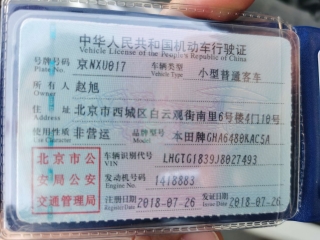 中华人民共和国机动车行驶证
Vehicle License of the People's Republic of China
号牌号码 京NXU017 车辆类型 小型普通客车
Plate No. Vehicle Type
所有人 赵旭
Owner
住址 北京市西城区白云观街南里6号楼4门10号
Address
使用性质 非营运 品牌型号 本田牌GHA6480KAC5A
Use Character Model
北京市公 车辆识别代号 LHGTG1839J8027493
VIN
安局公安 发动机号码 1418883
Engine No.
交通管理局 注册日期 2018-07-26 发证日期 2018-07-26
Register Date Issue Date